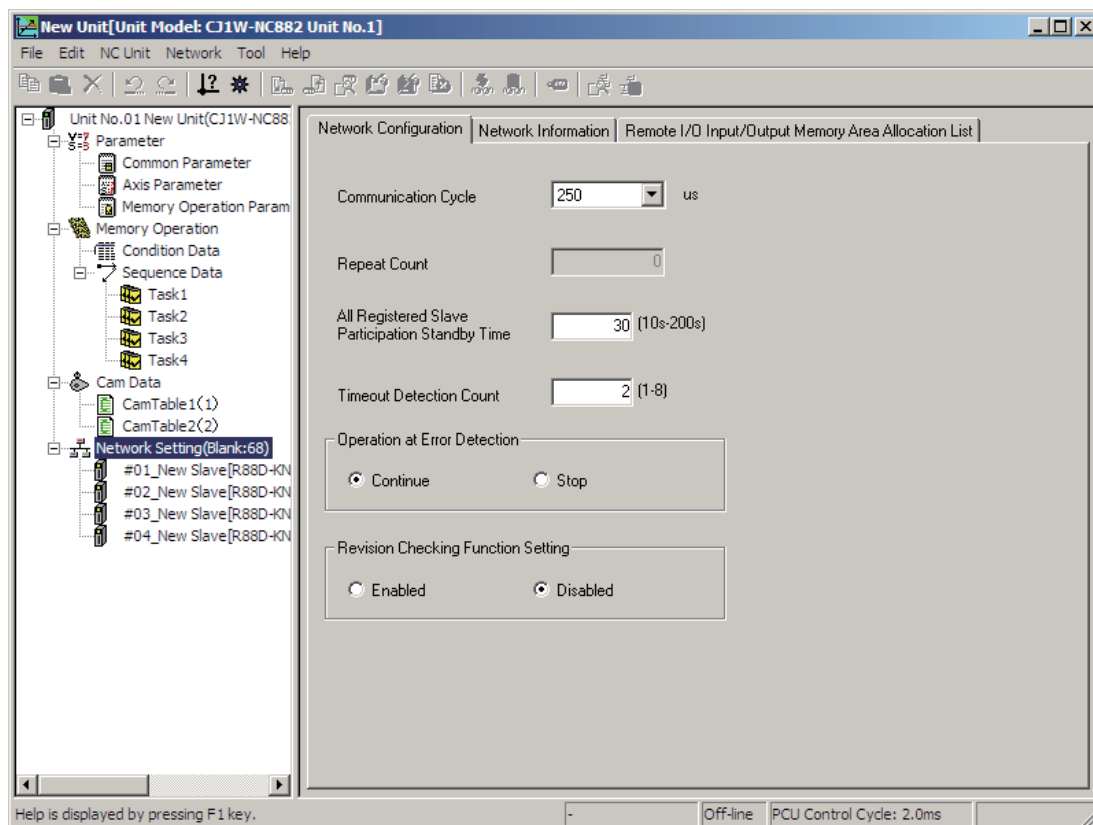 New Unit[Unit Model: CJ1W-NC882 Unit No.1]
File Edit NC Unit Network Tool Help
Unit No.01 New Unit(CJ1W-NC88
Parameter
Common Parameter
Axis Parameter
Memory Operation Param
Memory Operation
Condition Data
Sequence Data
Task1
Task2
Task3
Task4
Cam Data
CamTable1(1)
CamTable2(2)
Network Setting(Blank:68)
#01_New Slave[R88D-KN
#02_New Slave[R88D-KN
#03_New Slave[R88D-KN
#04_New Slave[R88D-KN
Network Configuration Network Information Remote I/O Input/Output Memory Area Allocation List
Communication Cycle 250 us
Repeat Count 0
All Registered Slave
Participation Standby Time 30 (10s-200s)
Timeout Detection Count 2 (1-8)
Operation at Error Detection
Continue Stop
Revision Checking Function Setting
Enabled Disabled
Help is displayed by pressing F1 key. - Off-line PCU Control Cycle: 2.0ms